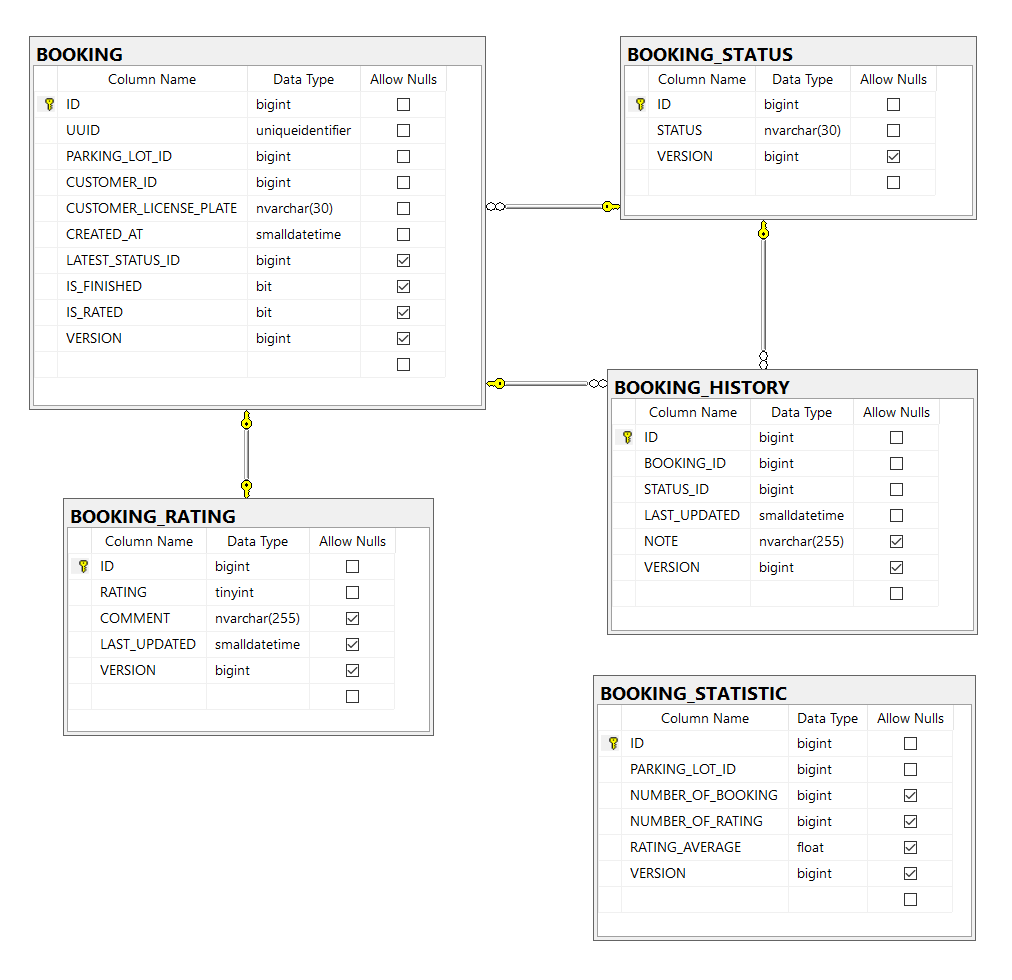 BOOKING
Column Name Data Type Allow Nulls
ID bigint
UUID uniqueidentifier
PARKING_LOT_ID bigint
CUSTOMER_ID bigint
CUSTOMER_LICENSE_PLATE nvarchar(30)
CREATED_AT smalldatetime
LATEST_STATUS_ID bigint
IS_FINISHED bit
IS_RATED bit
VERSION bigint
BOOKING_STATUS
Column Name Data Type Allow Nulls
ID bigint
STATUS nvarchar(30)
VERSION bigint
BOOKING_HISTORY
Column Name Data Type Allow Nulls
ID bigint
BOOKING_ID bigint
STATUS_ID bigint
LAST_UPDATED smalldatetime
NOTE nvarchar(255)
VERSION bigint
BOOKING_RATING
Column Name Data Type Allow Nulls
ID bigint
RATING tinyint
COMMENT nvarchar(255)
LAST_UPDATED smalldatetime
VERSION bigint
BOOKING_STATISTIC
Column Name Data Type Allow Nulls
ID bigint
PARKING_LOT_ID bigint
NUMBER_OF_BOOKING bigint
NUMBER_OF_RATING bigint
RATING_AVERAGE float
VERSION bigint